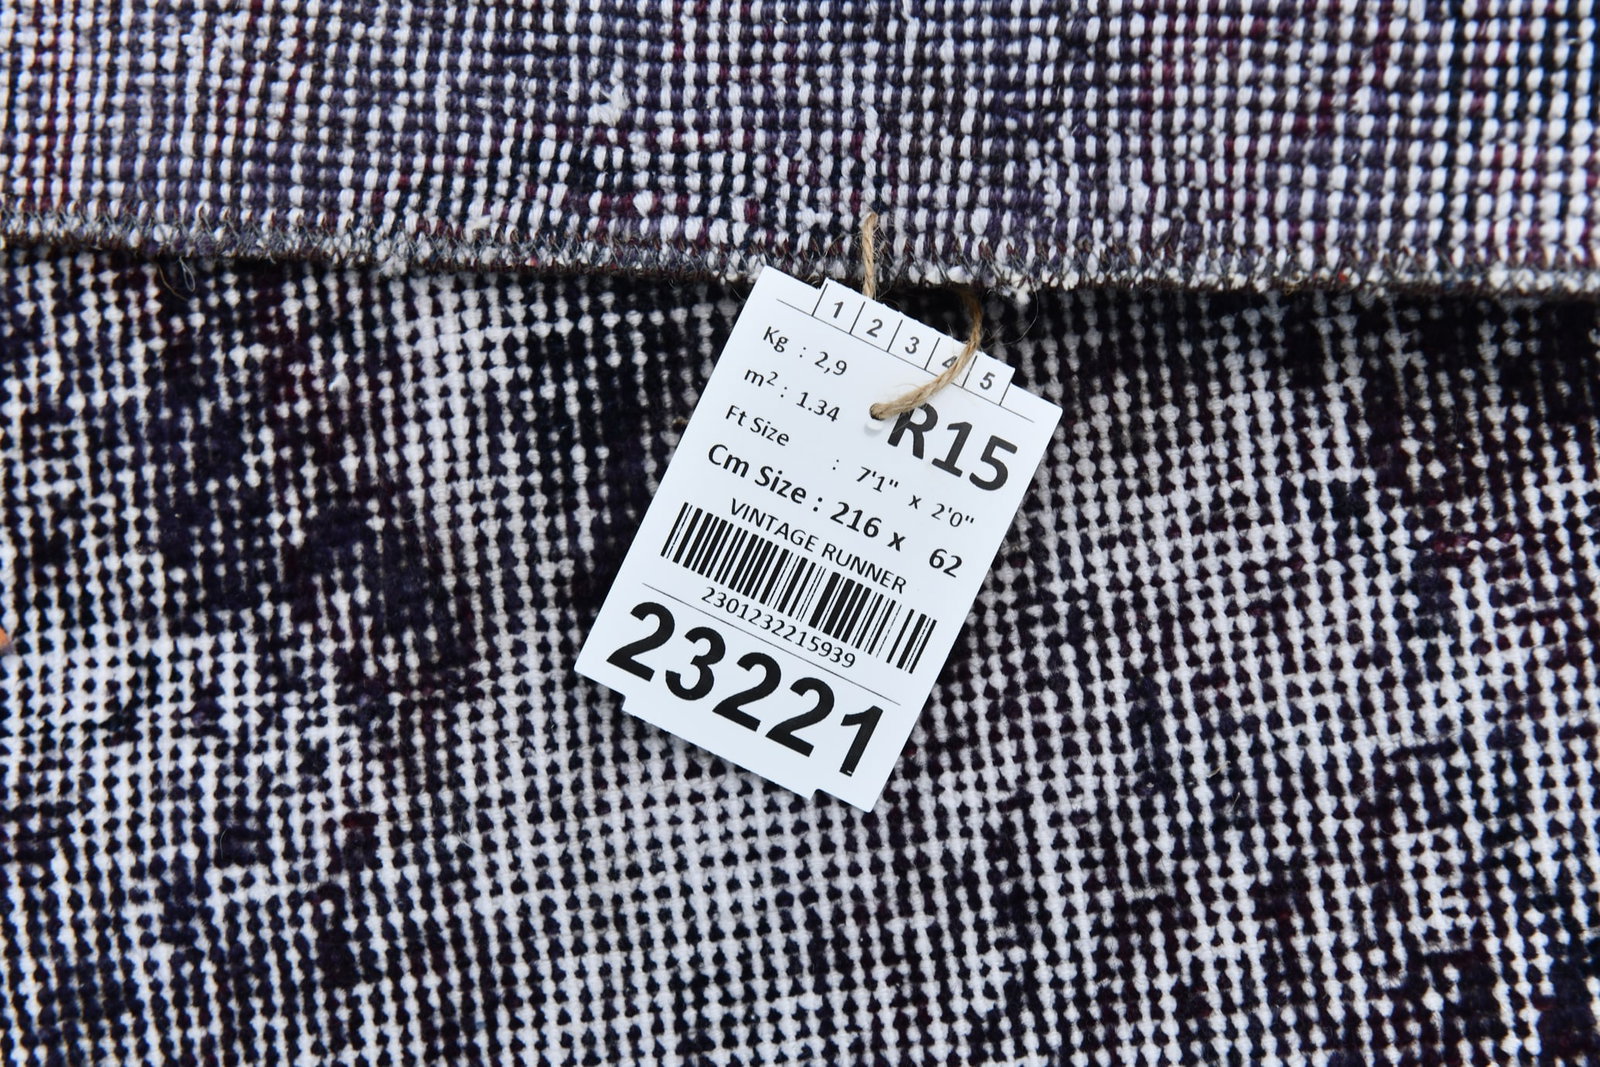 1 2 3 4 5
Kg : 2,9
m² : 1.34
R15
Ft Size : 7'1" x 2'0"
Cm Size : 216 x 62
VINTAGE RUNNER
2301232215939
23221